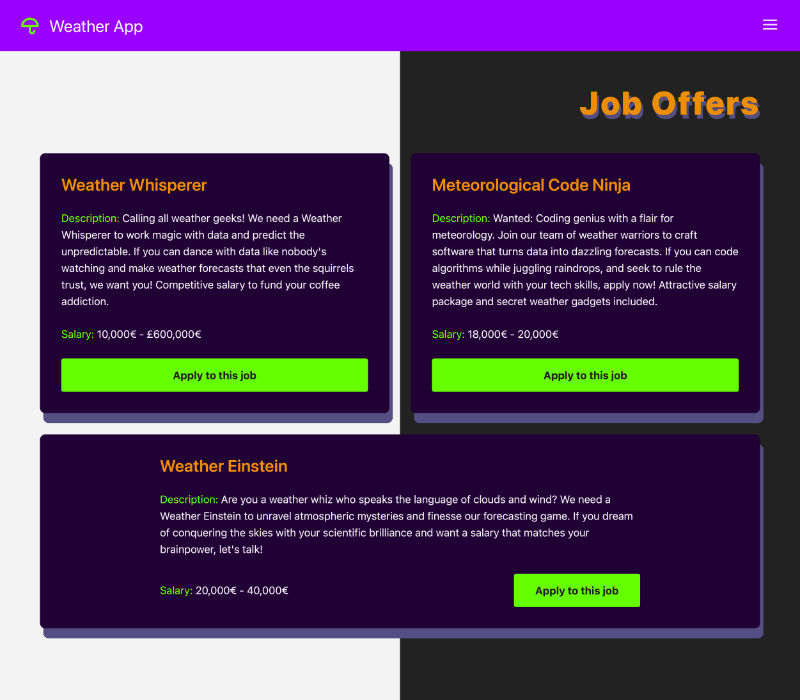 Weather App
Job Offers
Weather Whisperer
Description: Calling all weather geeks! We need a Weather
Whisperer to work magic with data and predict the
unpredictable. If you can dance with data like nobody's
watching and make weather forecasts that even the squirrels
trust, we want you! Competitive salary to fund your coffee
addiction.
Salary: 10,000€ - £600,000€
Apply to this job
Meteorological Code Ninja
Description: Wanted: Coding genius with a flair for
meteorology. Join our team of weather warriors to craft
software that turns data into dazzling forecasts. If you can code
algorithms while juggling raindrops, and seek to rule the
weather world with your tech skills, apply now! Attractive salary
package and secret weather gadgets included.
Salary: 18,000€ - 20,000€
Apply to this job
Weather Einstein
Description: Are you a weather whiz who speaks the language of clouds and wind? We need a
Weather Einstein to unravel atmospheric mysteries and finesse our forecasting game. If you dream
of conquering the skies with your scientific brilliance and want a salary that matches your
brainpower, let's talk!
Salary: 20,000€ - 40,000€
Apply to this job